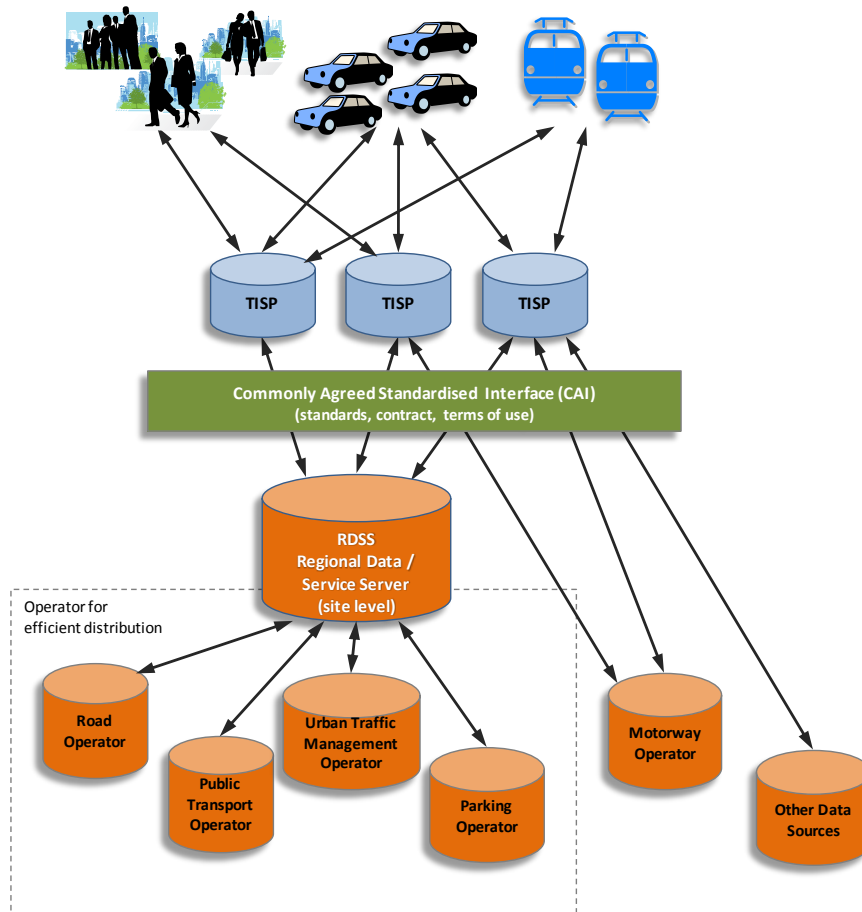 TISP
TISP
TISP
Commonly Agreed Standardised Interface (CAI)
(standards, contract, terms of use)
RDSS
Regional Data /
Service Server
(site level)
Operator for
efficient distribution
Road
Operator
Public
Transport
Operator
Urban Traffic
Management
Operator
Parking
Operator
Motorway
Operator
Other Data
Sources